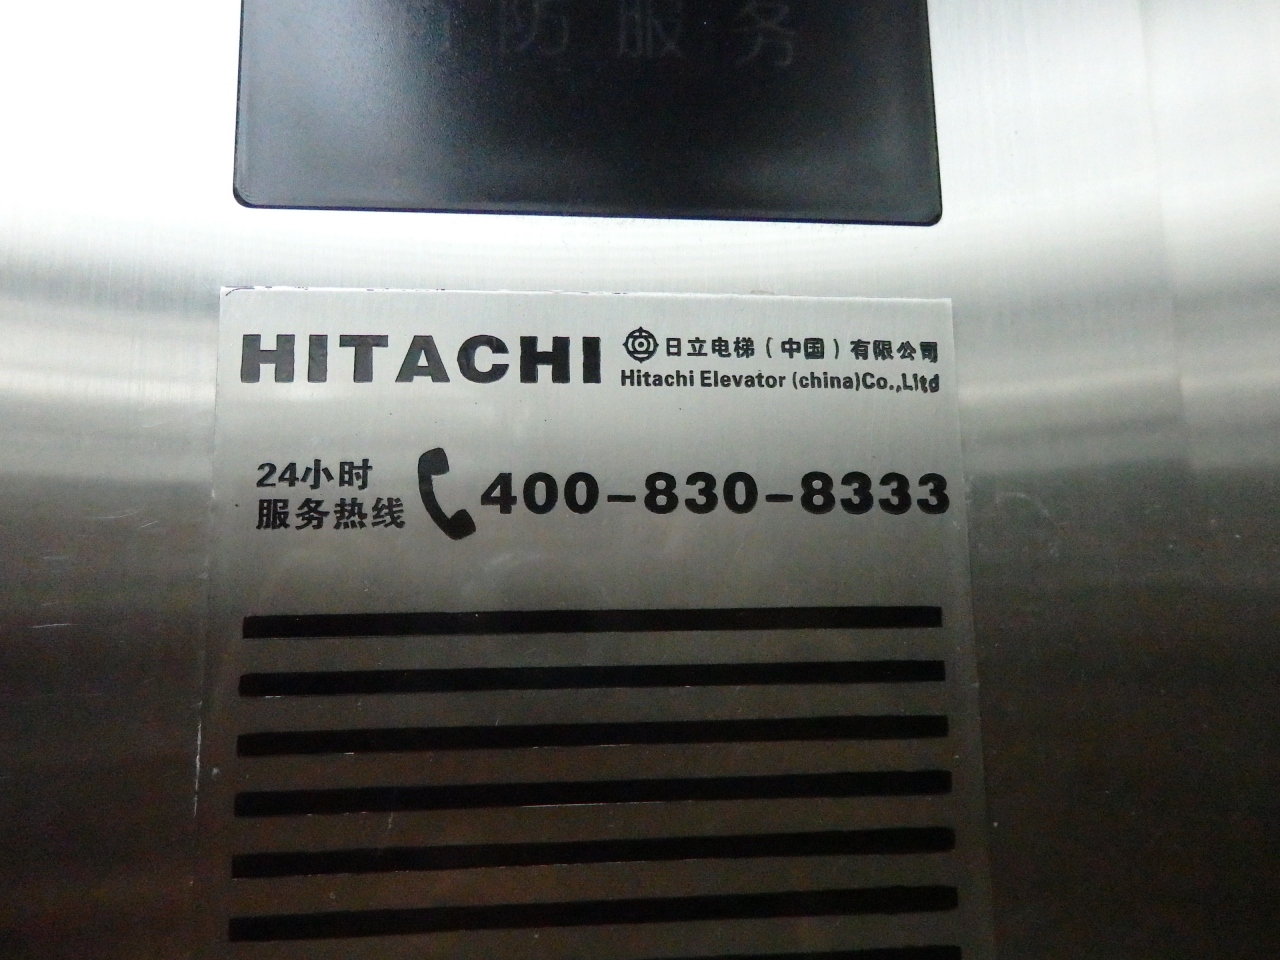 防服务
HITACHI 日立电梯（中国）有限公司
Hitachi Elevator (china)Co.,Ltd
24小时
服务热线 400-830-8333